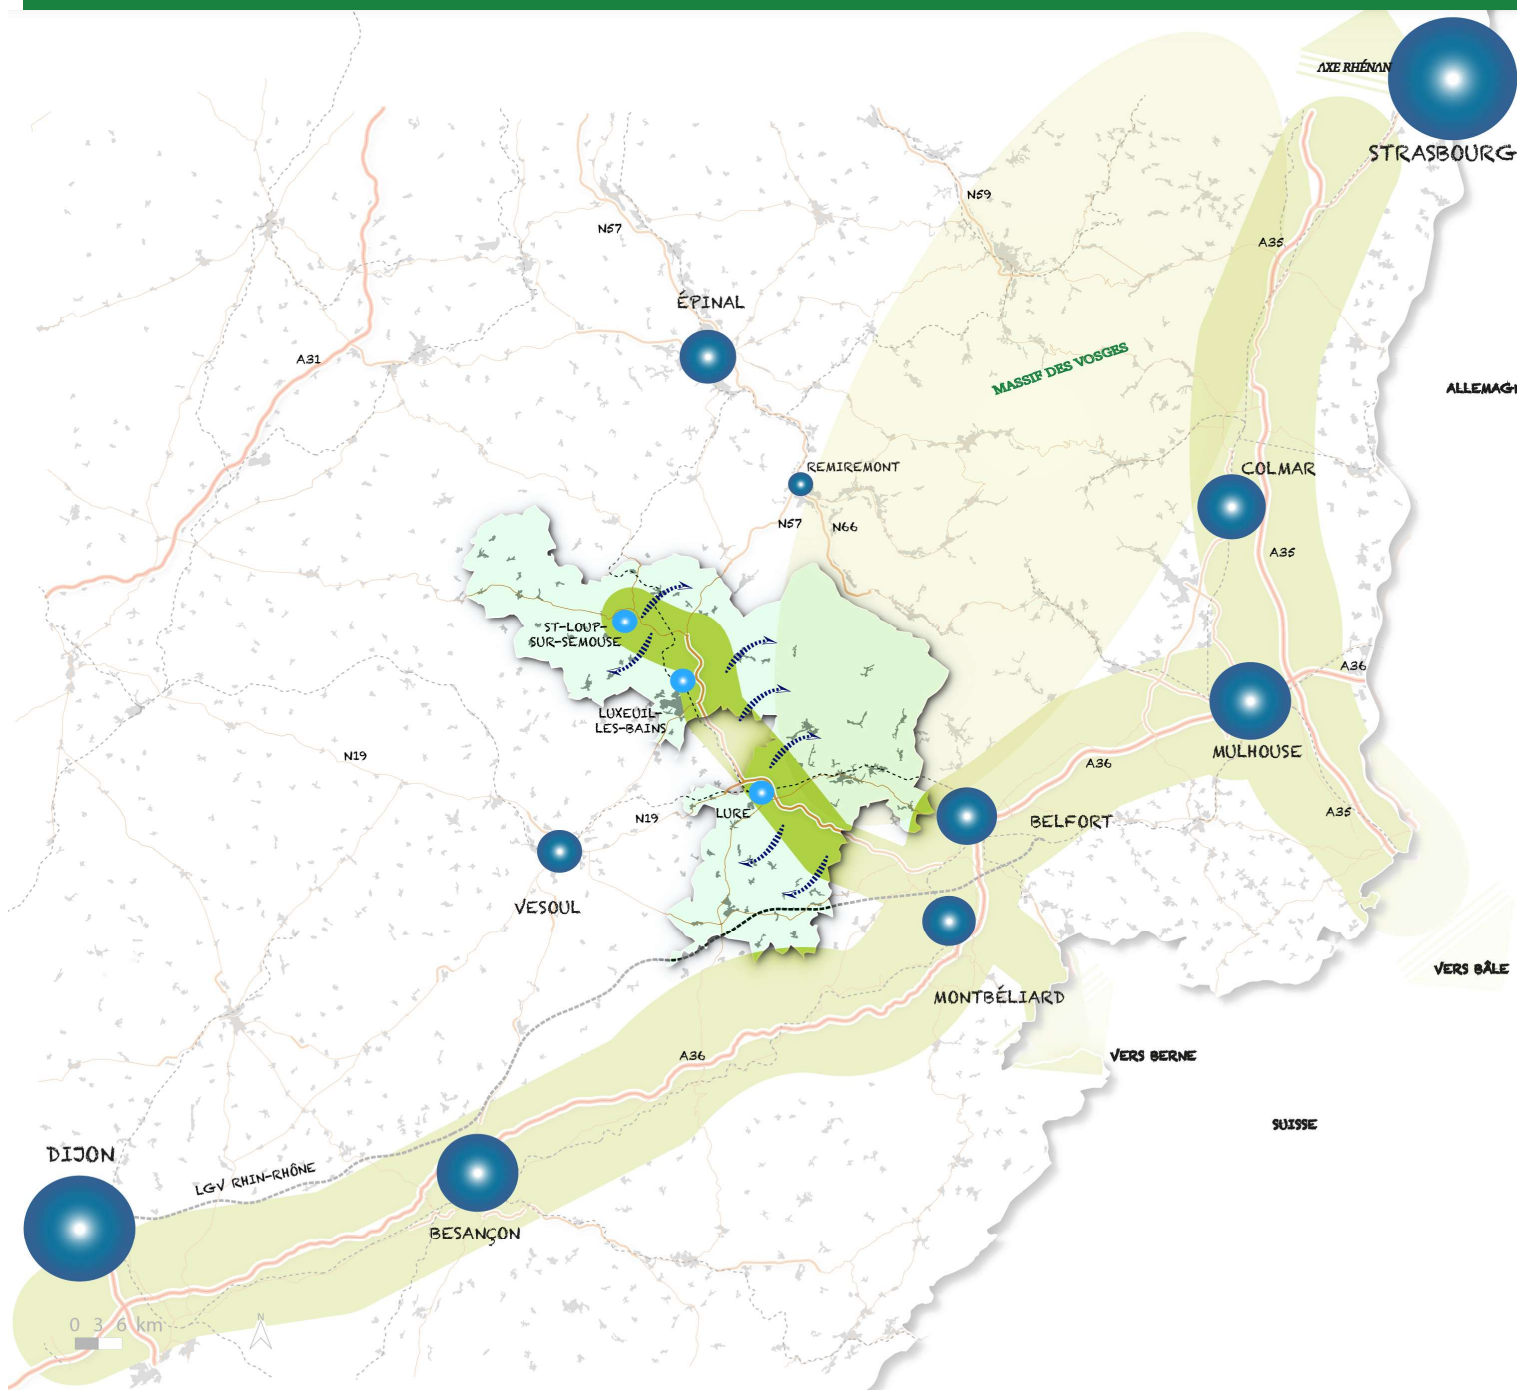 AXE RHÉNAN
STRASBOURG
N59
N57
A35
ÉPINAL
A31
MASSIF DES VOSGES
ALLEMAG
REMIREMONT
COLMAR
N57
N66
A35
ST-LOUP-
SUR-SEMOUSE
A36
LUXEUIL-
LES-BAINS
MULHOUSE
N19
A36
LURE
N19
BELFORT
A35
VESOUL
VERS BÂLE
MONTBÉLIARD
A36
VERS BERNE
SUISSE
DIJON
LGV RHIN-RHÔNE
BESANÇON
N
0 3 6 km